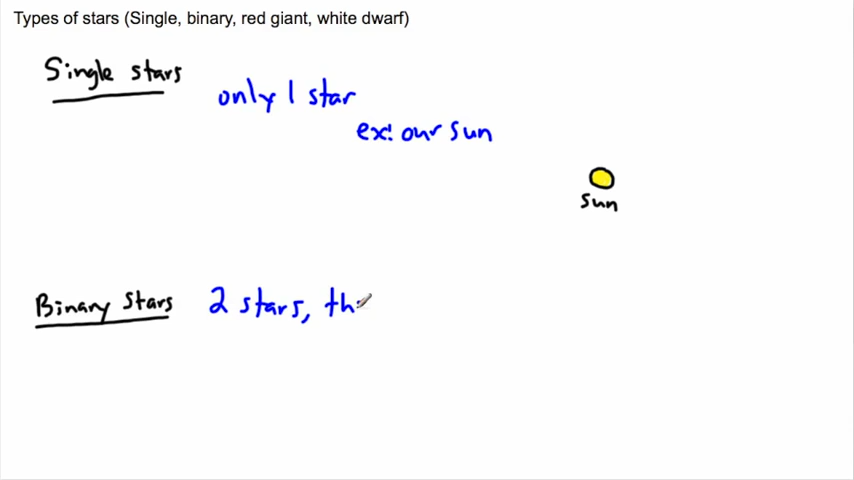 Types of stars (Single, binary, red giant, white dwarf)
Single stars
only 1 star
ex: our sun
sun
Binary stars 2 stars,